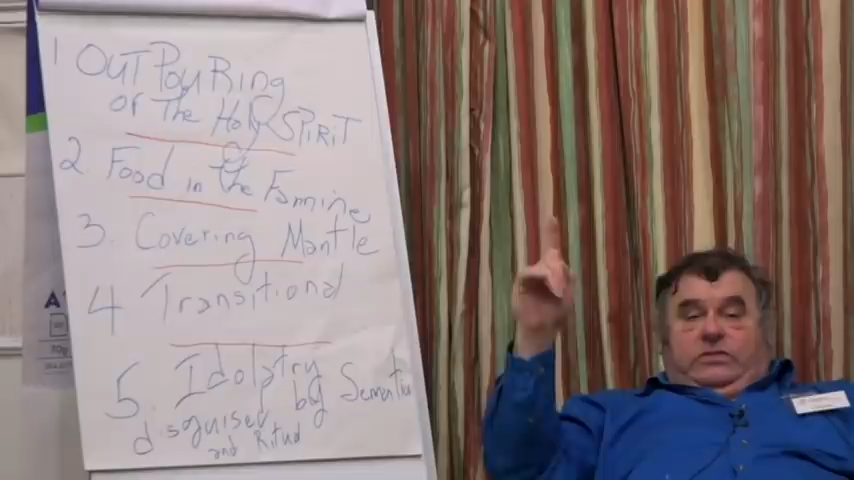 1 OUTPOURING
OF THE HOLY SPIRIT
2. Food in the Famine
3. Covering Mantle
4 Transitional
5. Idolatry
disguised by Semantics
and Ritual